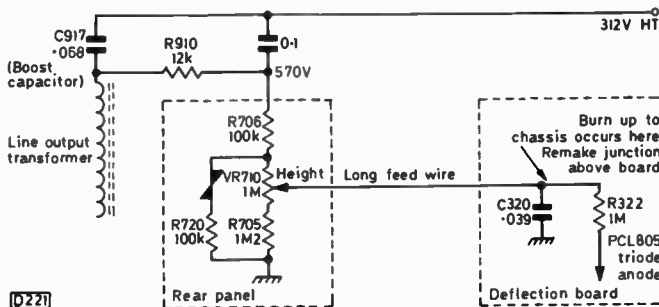 312V HT
C917
·068
R910
12k
0·1
(Boost
capacitor)
570V
Line output
transformer
R706
100k
VR710
1M
Height
Long feed wire
R720
100k
R705
1M2
Rear panel
Burn up to
chassis occurs here
Remake junction
above board
C320
·039
R322
1M
PCL805
triode
anode
Deflection board
D221